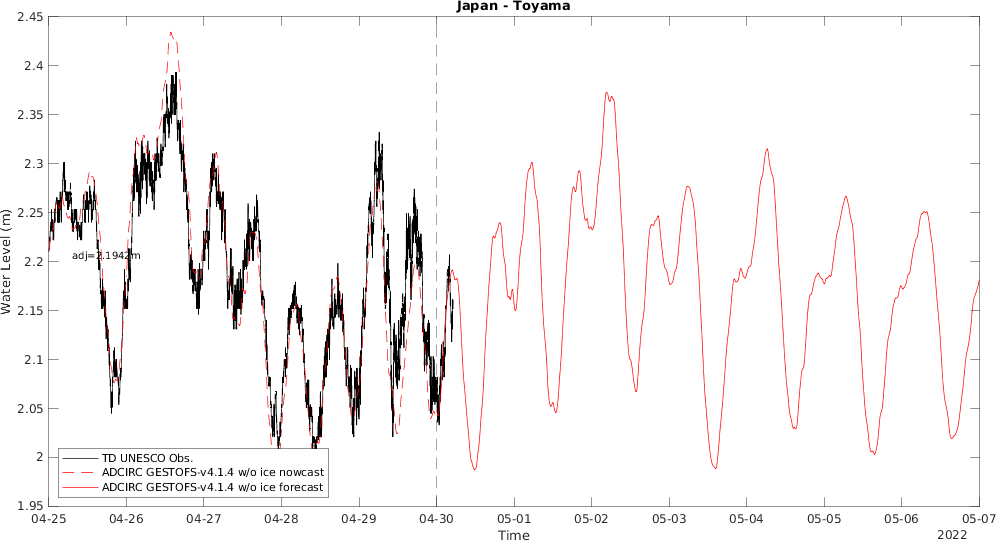 Japan - Toyama
2.45
2.4
2.35
2.3
2.25
2.2
2.15
2.1
2.05
2
1.95
Water Level (m)
adj=2.1942m
TD UNESCO Obs.
ADCIRC GESTOFS-v4.1.4 w/o ice nowcast
ADCIRC GESTOFS-v4.1.4 w/o ice forecast
04-25 04-26 04-27 04-28 04-29 04-30 05-01 05-02 05-03 05-04 05-05 05-06 05-07
Time
2022